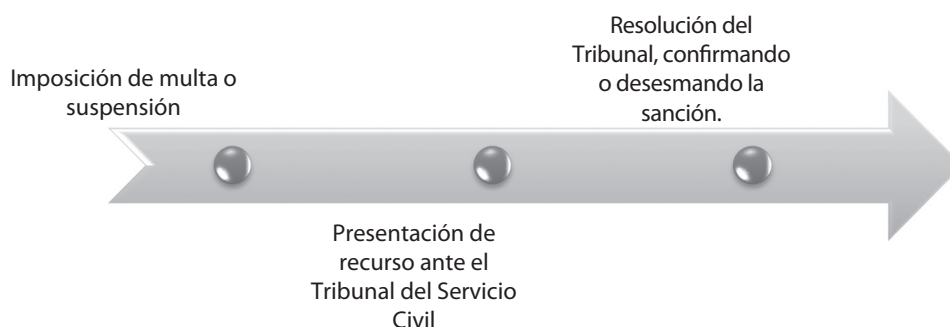 Imposición de multa o
suspensión
Presentación de
recurso ante el
Tribunal del Servicio
Civil
Resolución del
Tribunal, confirmando
o desesmando la
sanción.